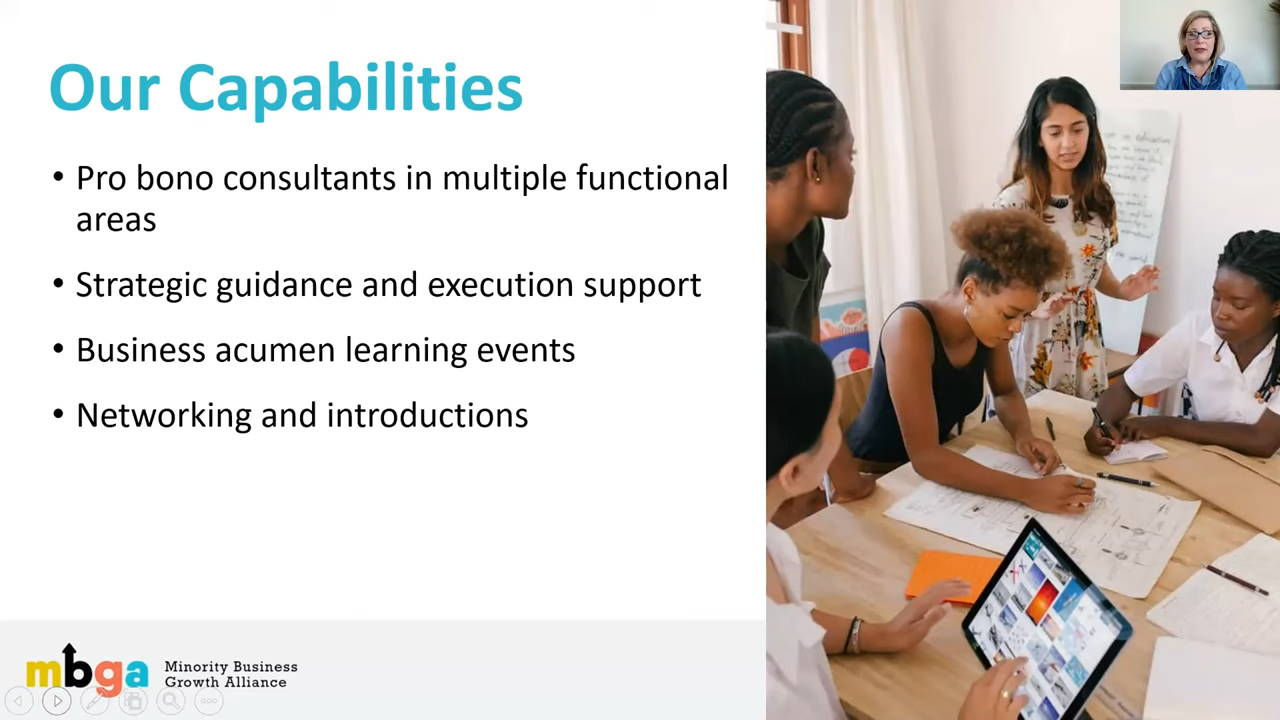 Our Capabilities
• Pro bono consultants in multiple functional
areas
• Strategic guidance and execution support
• Business acumen learning events
• Networking and introductions
mbga
Minority Business
Growth Alliance